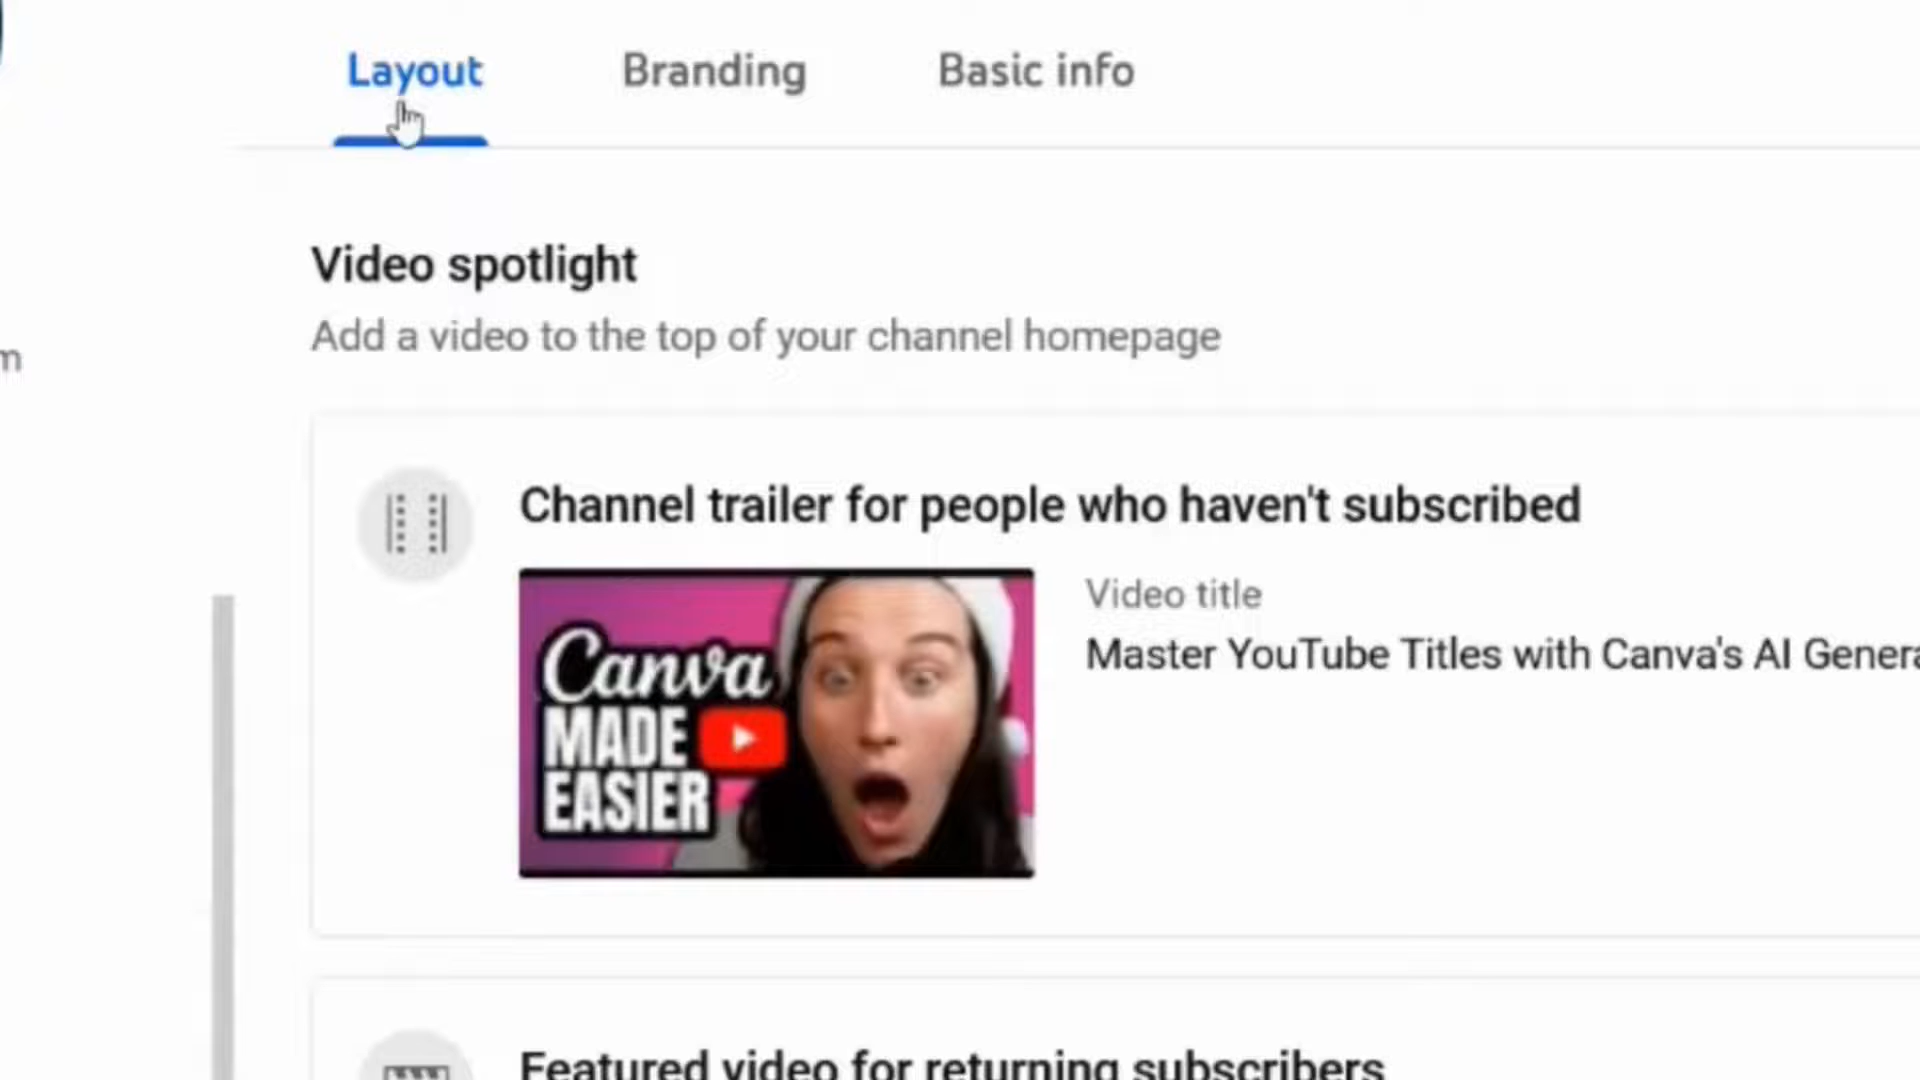 Layout Branding Basic info
Video spotlight
Add a video to the top of your channel homepage
m
Channel trailer for people who haven't subscribed
Canva
MADE
EASIER
Video title
Master YouTube Titles with Canva's AI Genera
Featured video for returning subscribers